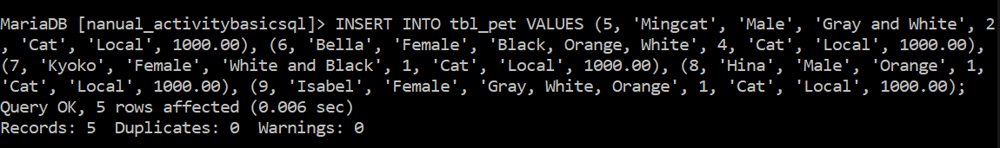 MariaDB [nanual_activitybasicsql]> INSERT INTO tbl_pet VALUES (5, 'Mingcat', 'Male', 'Gray and White', 2
, 'Cat', 'Local', 1000.00), (6, 'Bella', 'Female', 'Black, Orange, White', 4, 'Cat', 'Local', 1000.00),
(7, 'Kyoko', 'Female', 'White and Black', 1, 'Cat', 'Local', 1000.00), (8, 'Hina', 'Male', 'Orange', 1,
'Cat', 'Local', 1000.00), (9, 'Isabel', 'Female', 'Gray, White, Orange', 1, 'Cat', 'Local', 1000.00);
Query OK, 5 rows affected (0.006 sec)
Records: 5  Duplicates: 0  Warnings: 0